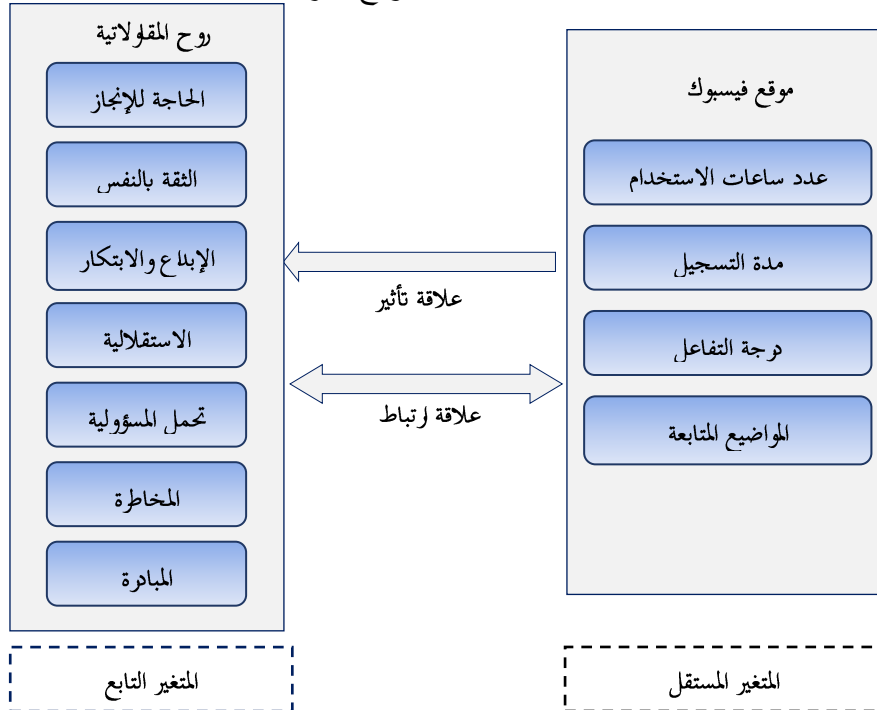 موقع فيسبوك
عدد ساعات الاستخدام
مدة التسجيل
درجة التفاعل
المواضيع المتابعة
المتغير المستقل
علاقة تأثير
علاقة ارتباط
روح المقاولاتية
الحاجة للإنجاز
الثقة بالنفس
الإبداع والابتكار
الاستقلالية
تحمل المسؤولية
المخاطرة
المبادرة
المتغير التابع